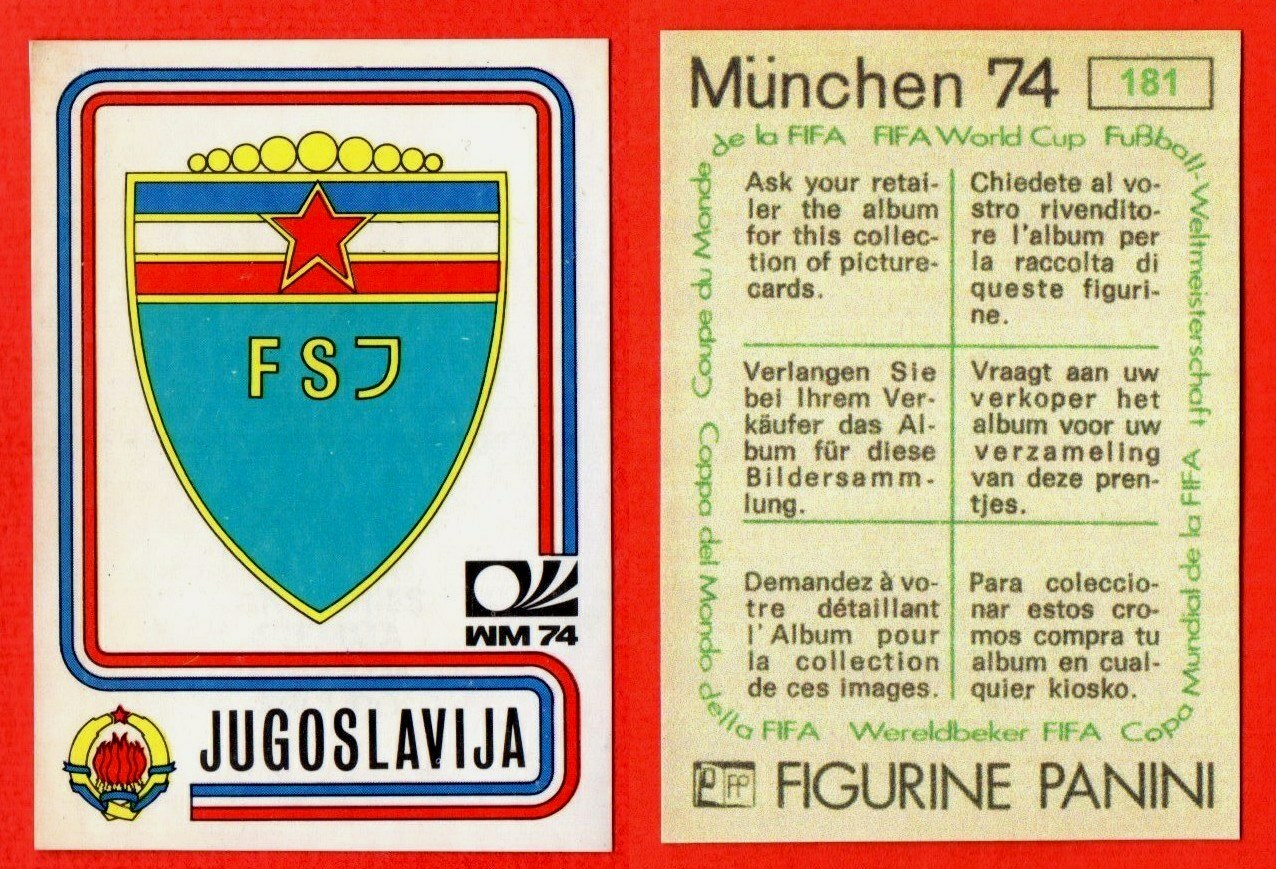 FSJ
WM 74
JUGOSLAVIJA
München 74
181
de la FIFA FIFA World Cup Fußball-Weltmeisterschaft
Copa Mundial de la FIFA
Wereldbeker FIFA
Coppa del Mondo della FIFA
Coupe du Monde
Ask your retai-
ler the album
for this collec-
tion of picture-
cards.
Chiedete al vo-
stro rivendito-
re l'album per
la raccolta di
queste figuri-
ne.
Verlangen Sie
bei Ihrem Ver-
käufer das Al-
bum für diese
Bildersamm-
lung.
Vraagt aan uw
verkoper het
album voor uw
verzameling
van deze pren-
tjes.
Demandez à vo-
tre détaillant
l'Album pour
la collection
de ces images.
Para coleccio-
nar estos cro-
mos compra tu
album en cual-
quier kiosko.
FIGURINE PANINI